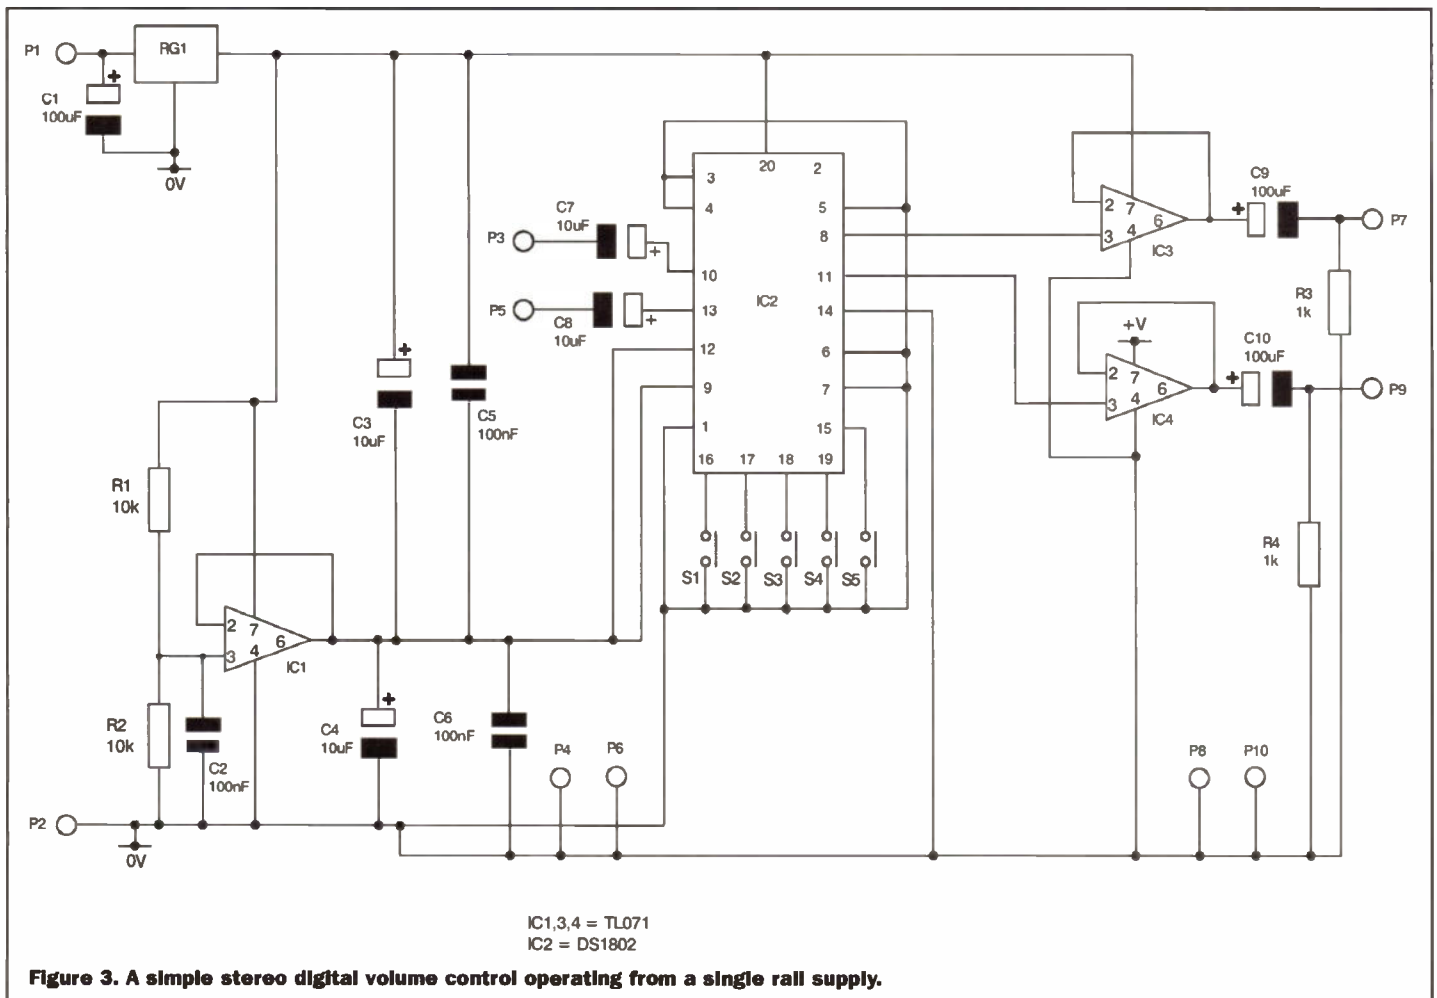 P1
RG1
+
C1
100uF
0V
3
4
10
13
12
9
1
20
2
5
8
11
14
6
7
15
16
17
18
19
IC2
P3
C7
10uF
+
P5
C8
10uF
+
2
7
3
4
6
IC3
C9
100uF
+
P7
R3
1k
+V
2
7
3
4
6
IC4
C10
100uF
+
P9
R4
1k
+
C3
10uF
C5
100nF
R1
10k
S1
S2
S3
S4
S5
2
7
3
4
6
IC1
R2
10k
C2
100nF
+
C4
10uF
C6
100nF
P4
P6
P8
P10
P2
0V
IC1,3,4 = TL071
IC2 = DS1802
Figure 3. A simple stereo digital volume control operating from a single rail supply.